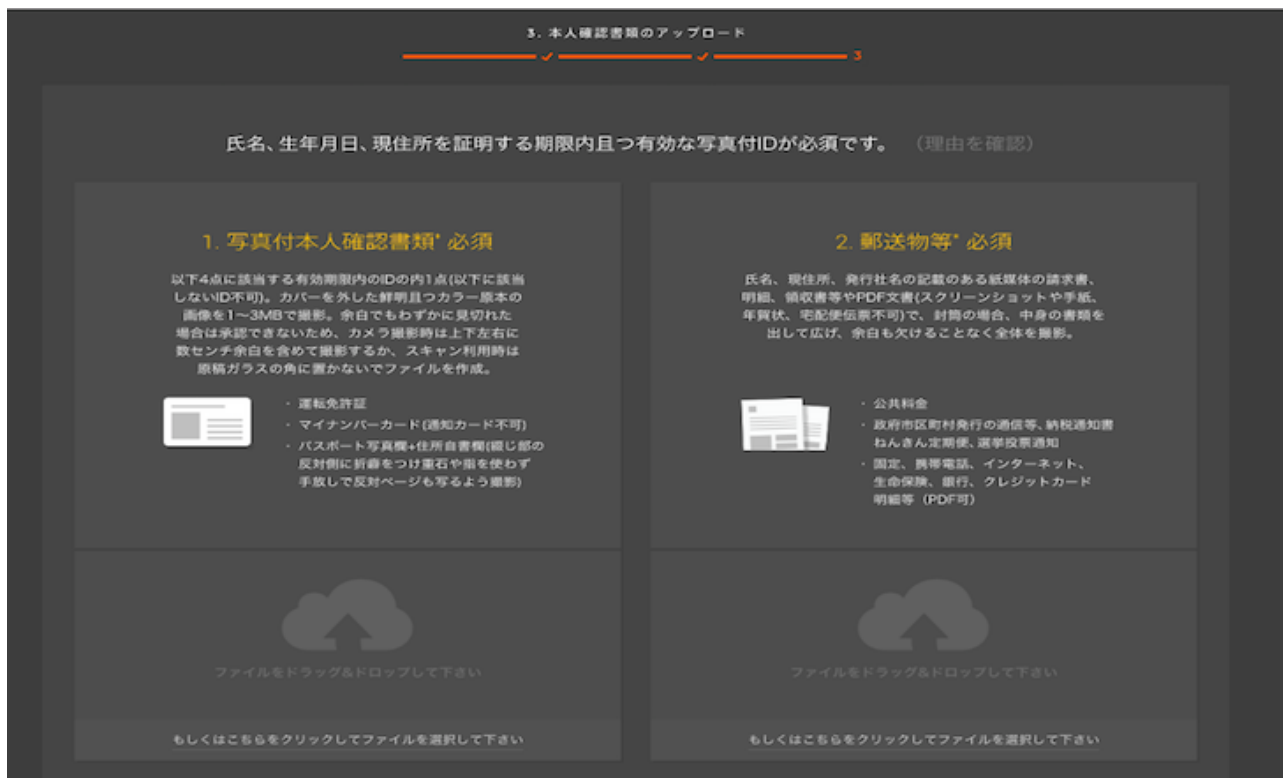 3. 本人確認書類のアップロード
3
氏名、生年月日、現住所を証明する期限内且つ有効な写真付IDが必須です。 (理由を確認)
1. 写真付本人確認書類* 必須
以下4点に該当する有効期限内のIDの内1点(以下に該当
しないID不可)。カバーを外した鮮明且つカラー原本の
画像を1〜3MBで撮影。余白でもわずかに見切れた
場合は承認できないため、カメラ撮影時は上下左右に
数センチ余白を含めて撮影するか、スキャン利用時は
原稿ガラスの角に置かないでファイルを作成。
・ 運転免許証
・ マイナンバーカード(通知カード不可)
・ パスポート写真欄+住所自書欄(綴じ部の
反対側に折癖をつけ重石や指を使わず
手放しで反対ページも写るよう撮影)
ファイルをドラッグ&ドロップして下さい
もしくはこちらをクリックしてファイルを選択して下さい
2. 郵送物等* 必須
氏名、現住所、発行社名の記載のある紙媒体の請求書、
明細、領収書等やPDF文書(スクリーンショットや手紙、
年賀状、宅配便伝票不可)で、封筒の場合、中身の書類を
出して広げ、余白も欠けることなく全体を撮影。
・ 公共料金
・ 政府市区町村発行の通信等、納税通知書
ねんきん定期便、選挙投票通知
・ 固定、携帯電話、インターネット、
生命保険、銀行、クレジットカード
明細等 (PDF可)
ファイルをドラッグ&ドロップして下さい
もしくはこちらをクリックしてファイルを選択して下さい